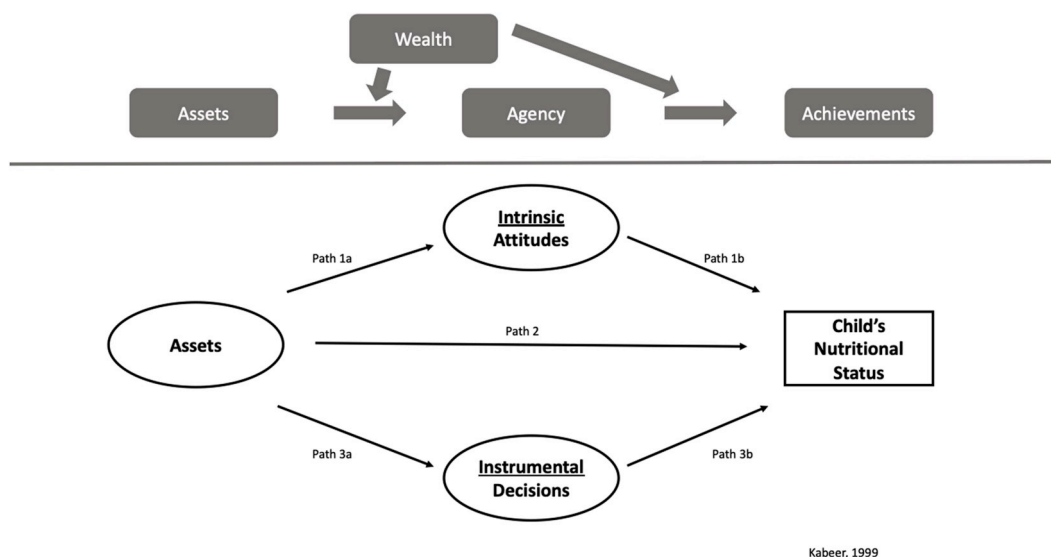 Wealth
Assets
Agency
Achievements
Intrinsic
Attitudes
Path 1a
Path 1b
Assets
Path 2
Child's
Nutritional
Status
Path 3a
Path 3b
Instrumental
Decisions
Kabeer, 1999